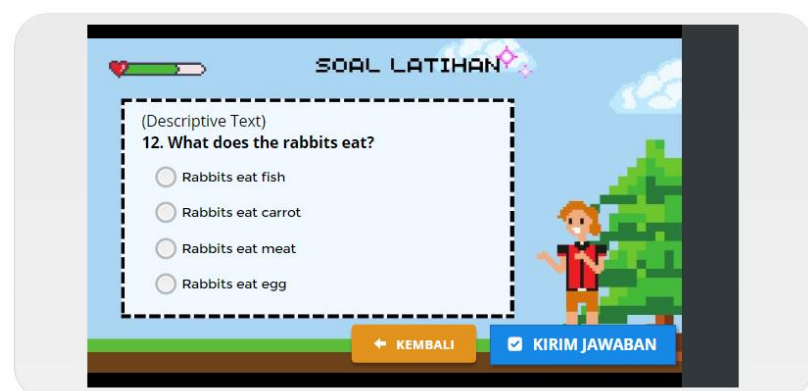 SOAL LATIHAN
(Descriptive Text)
12. What does the rabbits eat?
Rabbits eat fish
Rabbits eat carrot
Rabbits eat meat
Rabbits eat egg
KEMBALI
KIRIM JAWABAN